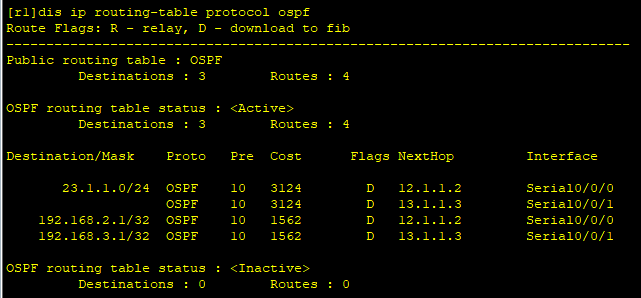 [r1]dis ip routing-table protocol ospf
Route Flags: R - relay, D - download to fib
------------------------------------------------------------------------------
Public routing table : OSPF
         Destinations : 3        Routes : 4

OSPF routing table status : <Active>
         Destinations : 3        Routes : 4

Destination/Mask    Proto   Pre  Cost      Flags NextHop         Interface

       23.1.1.0/24  OSPF    10   3124        D   12.1.1.2        Serial0/0/0
                    OSPF    10   3124        D   13.1.1.3        Serial0/0/1
    192.168.2.1/32  OSPF    10   1562        D   12.1.1.2        Serial0/0/0
    192.168.3.1/32  OSPF    10   1562        D   13.1.1.3        Serial0/0/1

OSPF routing table status : <Inactive>
         Destinations : 0        Routes : 0